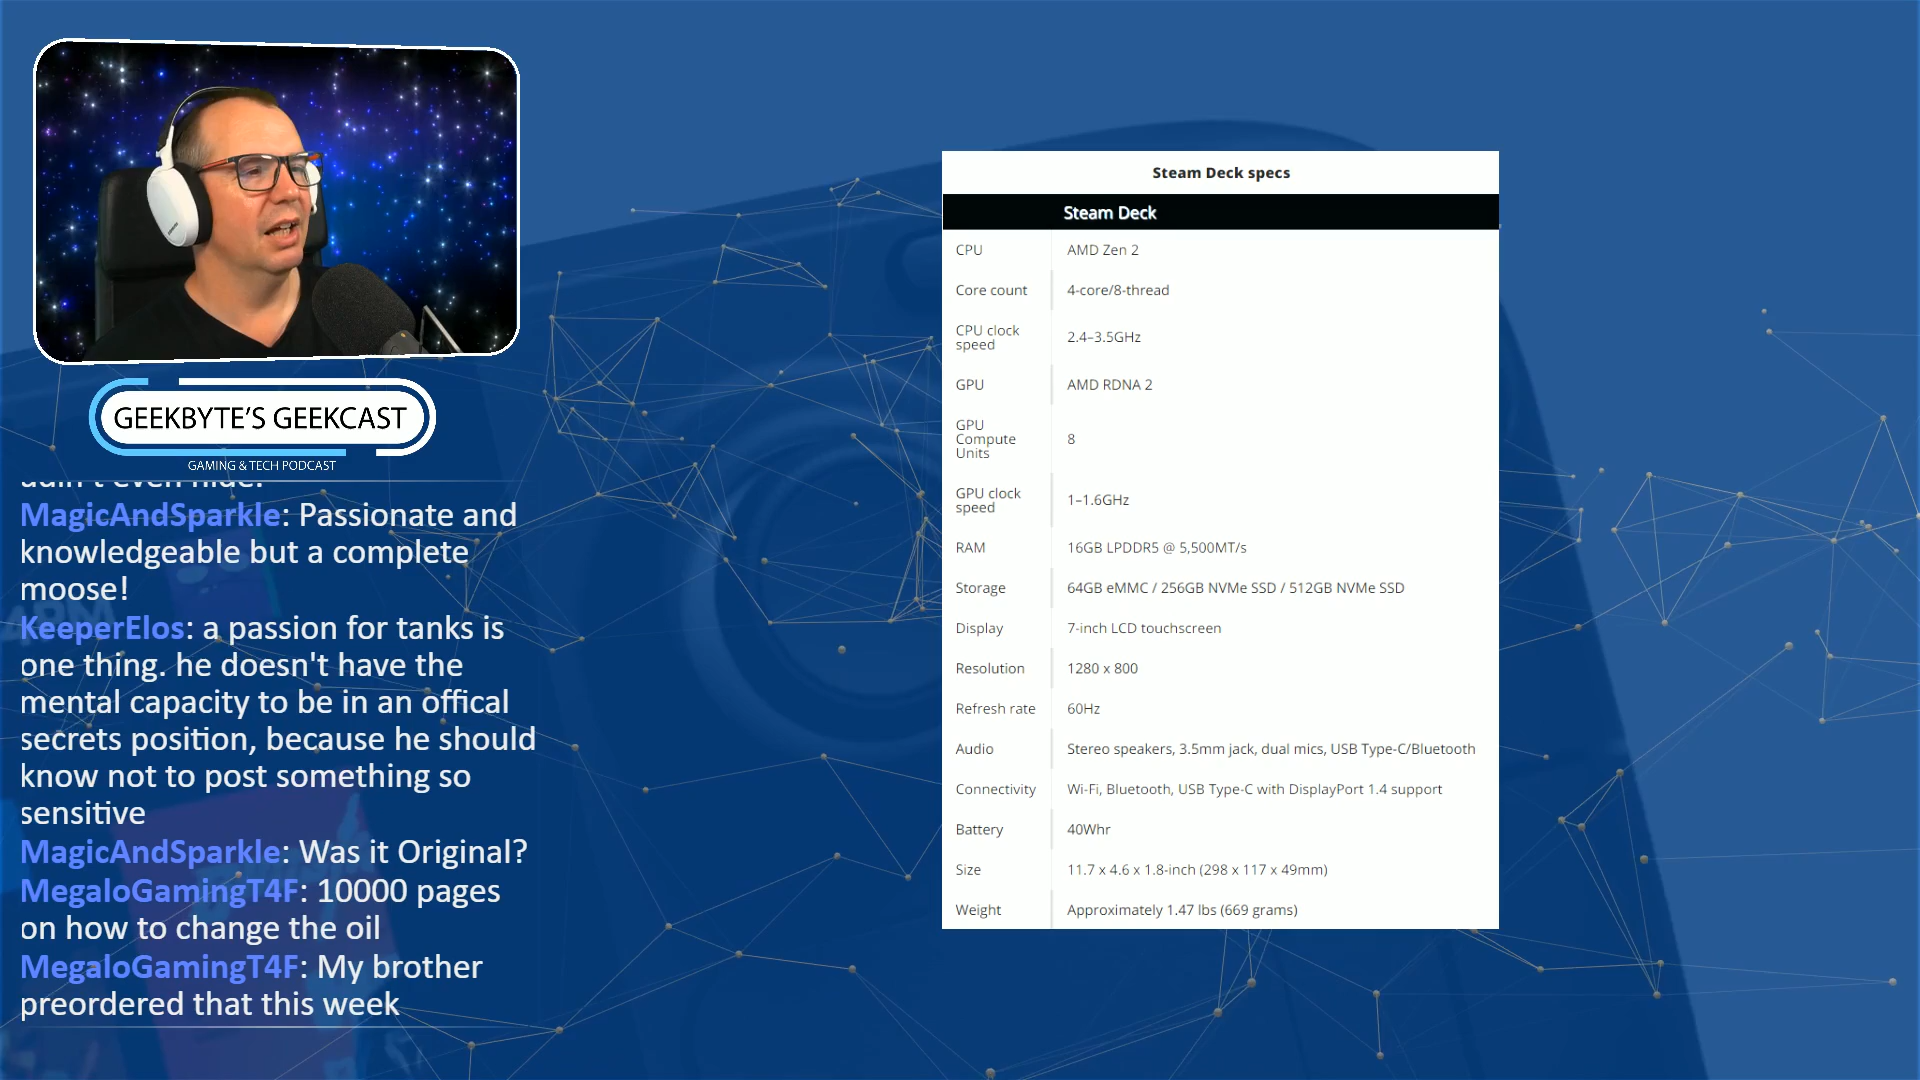 GEEKBYTE'S GEEKCAST
GAMING & TECH PODCAST
MagicAndSparkle: Passionate and
knowledgeable but a complete
moose!
KeeperElos: a passion for tanks is
one thing. he doesn't have the
mental capacity to be in an offical
secrets position, because he should
know not to post something so
sensitive
MagicAndSparkle: Was it Original?
MegaloGamingT4F: 10000 pages
on how to change the oil
MegaloGamingT4F: My brother
preordered that this week
Steam Deck specs
Steam Deck
CPU AMD Zen 2
Core count 4-core/8-thread
CPU clock
speed 2.4–3.5GHz
GPU AMD RDNA 2
GPU
Compute
Units 8
GPU clock
speed 1–1.6GHz
RAM 16GB LPDDR5 @ 5,500MT/s
Storage 64GB eMMC / 256GB NVMe SSD / 512GB NVMe SSD
Display 7-inch LCD touchscreen
Resolution 1280 x 800
Refresh rate 60Hz
Audio Stereo speakers, 3.5mm jack, dual mics, USB Type-C/Bluetooth
Connectivity Wi-Fi, Bluetooth, USB Type-C with DisplayPort 1.4 support
Battery 40Whr
Size 11.7 x 4.6 x 1.8-inch (298 x 117 x 49mm)
Weight Approximately 1.47 lbs (669 grams)